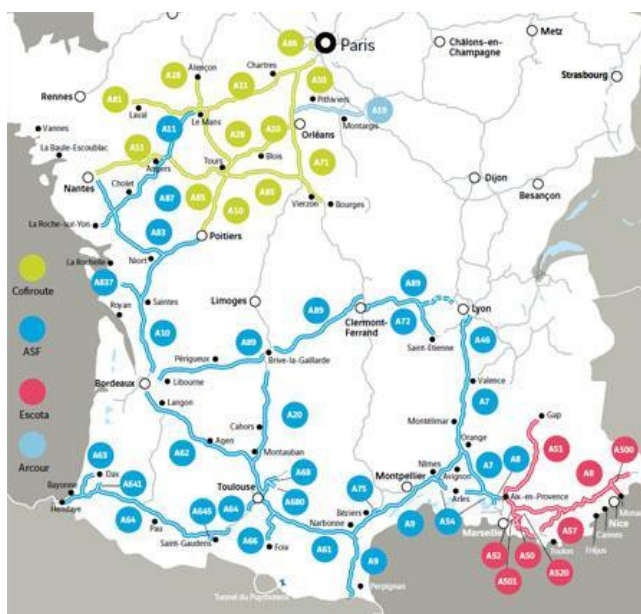 A86
Paris
Metz
Châlons-en-
Champagne
Strasbourg
Alençon
Chartres
A28
A11
A10
Rennes
A81
Laval
Le Mans
Pithiviers
A19
Montargis
Vannes
A11
A28
A10
Orléans
La Baule-Escoublac
A11
Angers
Tours
Blois
A71
Nantes
Cholet
A87
A85
A85
Vierzon
Bourges
Dijon
Besançon
A10
La Roche-sur-Yon
A83
Poitiers
La Rochelle
Niort
Cofiroute
A837
Royan
Saintes
Limoges
A89
Clermont-
Ferrand
A89
A72
Lyon
Saint-Etienne
A46
ASF
A10
Périgueux
A89
Brive-la-Gaillarde
Valence
Bordeaux
Libourne
Langon
A20
A7
Gap
Escota
Cahors
Montélimar
A62
Agen
Montauban
Orange
A51
A500
Arcour
A63
Dax
A68
Nîmes
A7
A8
A8
Bayonne
A641
Toulouse
Montpellier
Avignon
Hendaye
A64
A645
A64
A680
A75
Arles
Aix-en-Provence
Mona
Nice
Béziers
A9
A54
Marseille
A57
Cannes
Pau
Saint-Gaudens
A66
Foix
Narbonne
A61
A52
A50
Toulon
Fréjus
A9
A501
A520
Perpignan
Tunnel du Puymorens